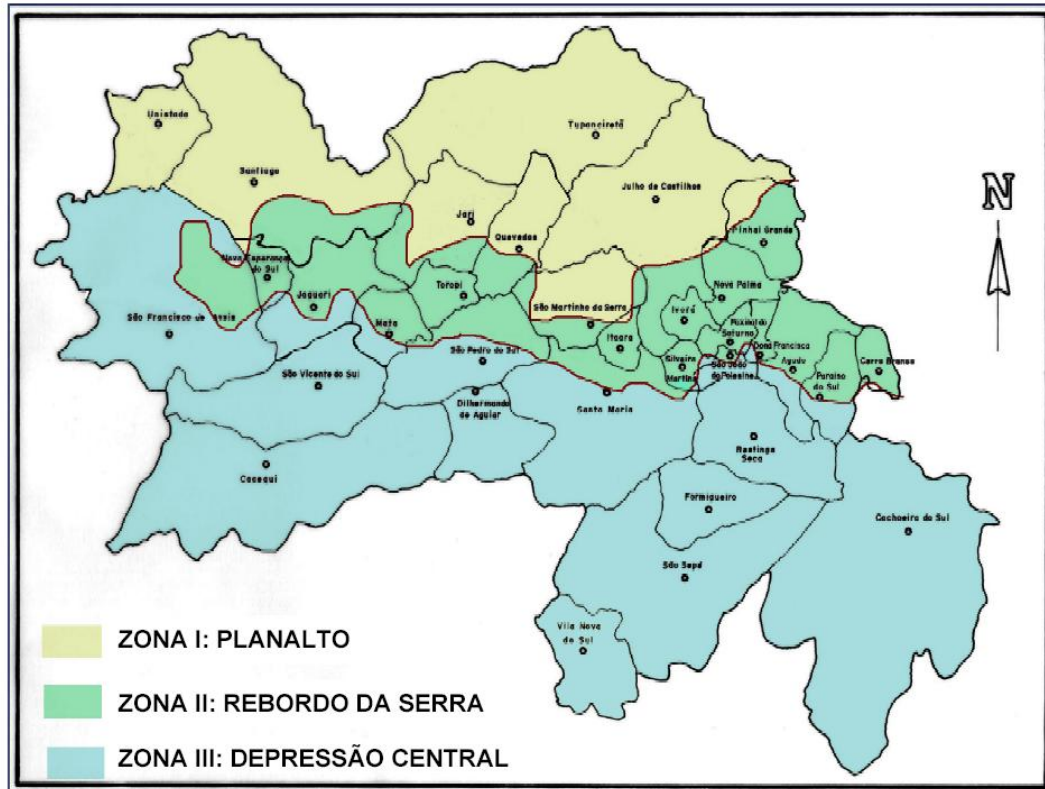 Unistada
Tupanciretã
Santiago
Julho de Castilhos
Jari
Quevedos
Pinhal Grande
Nova Esperança
do Sul
Toropi
Jaguari
Nova Palma
São Martinho da Serra
Ivorá
São Francisco de Assis
Mata
Faxinal do
Soturno
Itaara
Dona Francisca
São Pedro do Sul
Silveira
Martins
São João
do Polesine
Agudo
Cerro Branco
Paraíso
do Sul
São Vicente do Sul
Dilhermando
de Aguiar
Santa Maria
Restinga
Seca
Cacequi
Formigueiro
Cachoeira do Sul
São Sepé
Vila Nova
do Sul
N
ZONA I: PLANALTO
ZONA II: REBORDO DA SERRA
ZONA III: DEPRESSÃO CENTRAL